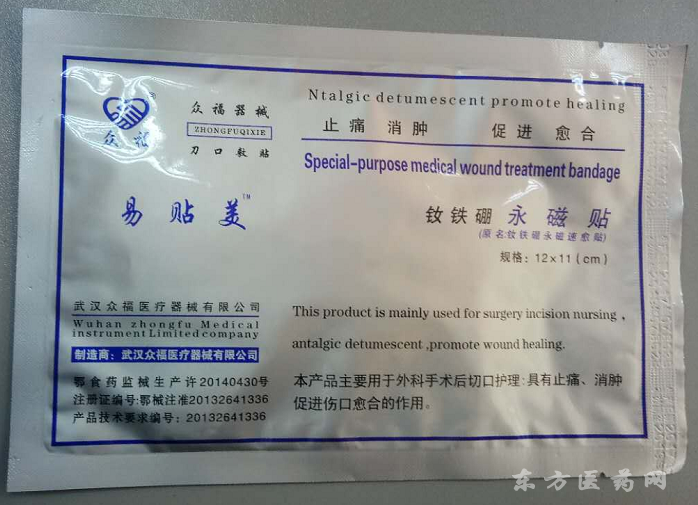 众福
®
众福器械
ZHONGFUQIXIE
刀口敷贴
易贴美™
Ntalgic detumescent promote healing
止痛 消肿 促进 愈合
Special-purpose medical wound treatment bandage
钕铁硼永磁贴
(原名:钕铁硼永磁速愈贴)
规格：12×11(cm)
武汉众福医疗器械有限公司
Wuhan zhongfu Medical
instrument Limited company
制造商：武汉众福医疗器械有限公司
鄂食药监械生产许20140430号
注册证编号:鄂械注准20132641336
产品技术要求编号：20132641336
This product is mainly used for surgery incision nursing ,
antalgic detumescent ,promote wound healing.
本产品主要用于外科手术后切口护理:具有止痛、消肿
促进伤口愈合的作用。
东方医药网